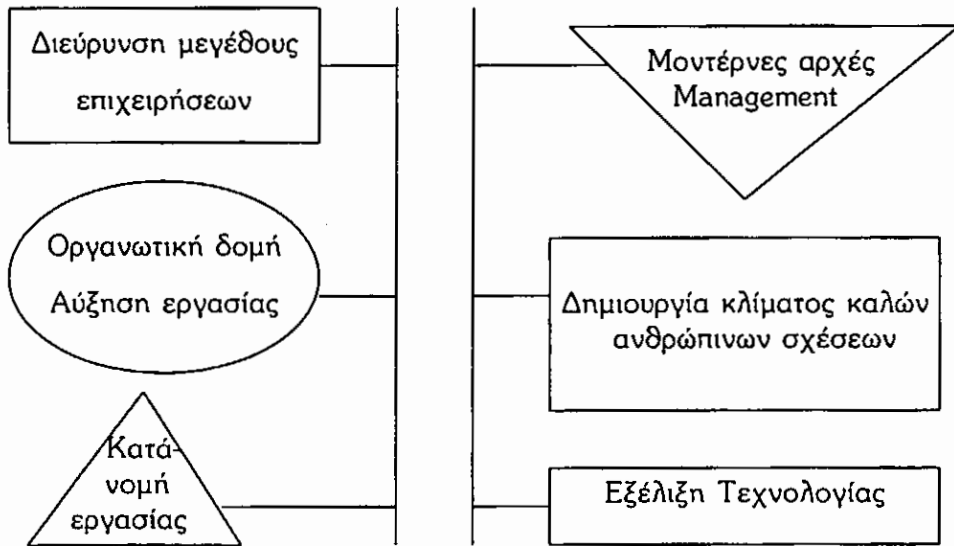 Διεύρυνση μεγέθους
επιχειρήσεων
Οργανωτική δομή
Αύξηση εργασίας
Κατά-
νομή
εργασίας
Μοντέρνες αρχές
Management
Δημιουργία κλίματος καλών
ανθρώπινων σχέσεων
Εξέλιξη Τεχνολογίας